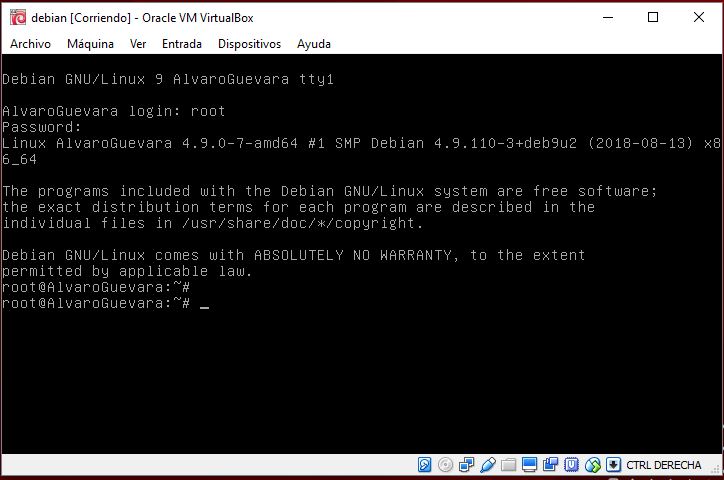 debian [Corriendo] - Oracle VM VirtualBox
Archivo Máquina Ver Entrada Dispositivos Ayuda
Debian GNU/Linux 9 AlvaroGuevara tty1
AlvaroGuevara login: root
Password:
Linux AlvaroGuevara 4.9.0-7-amd64 #1 SMP Debian 4.9.110-3+deb9u2 (2018-08-13) x8
6_64
The programs included with the Debian GNU/Linux system are free software;
the exact distribution terms for each program are described in the
individual files in /usr/share/doc/*/copyright.
Debian GNU/Linux comes with ABSOLUTELY NO WARRANTY, to the extent
permitted by applicable law.
root@AlvaroGuevara:~#
root@AlvaroGuevara:~# _
CTRL DERECHA